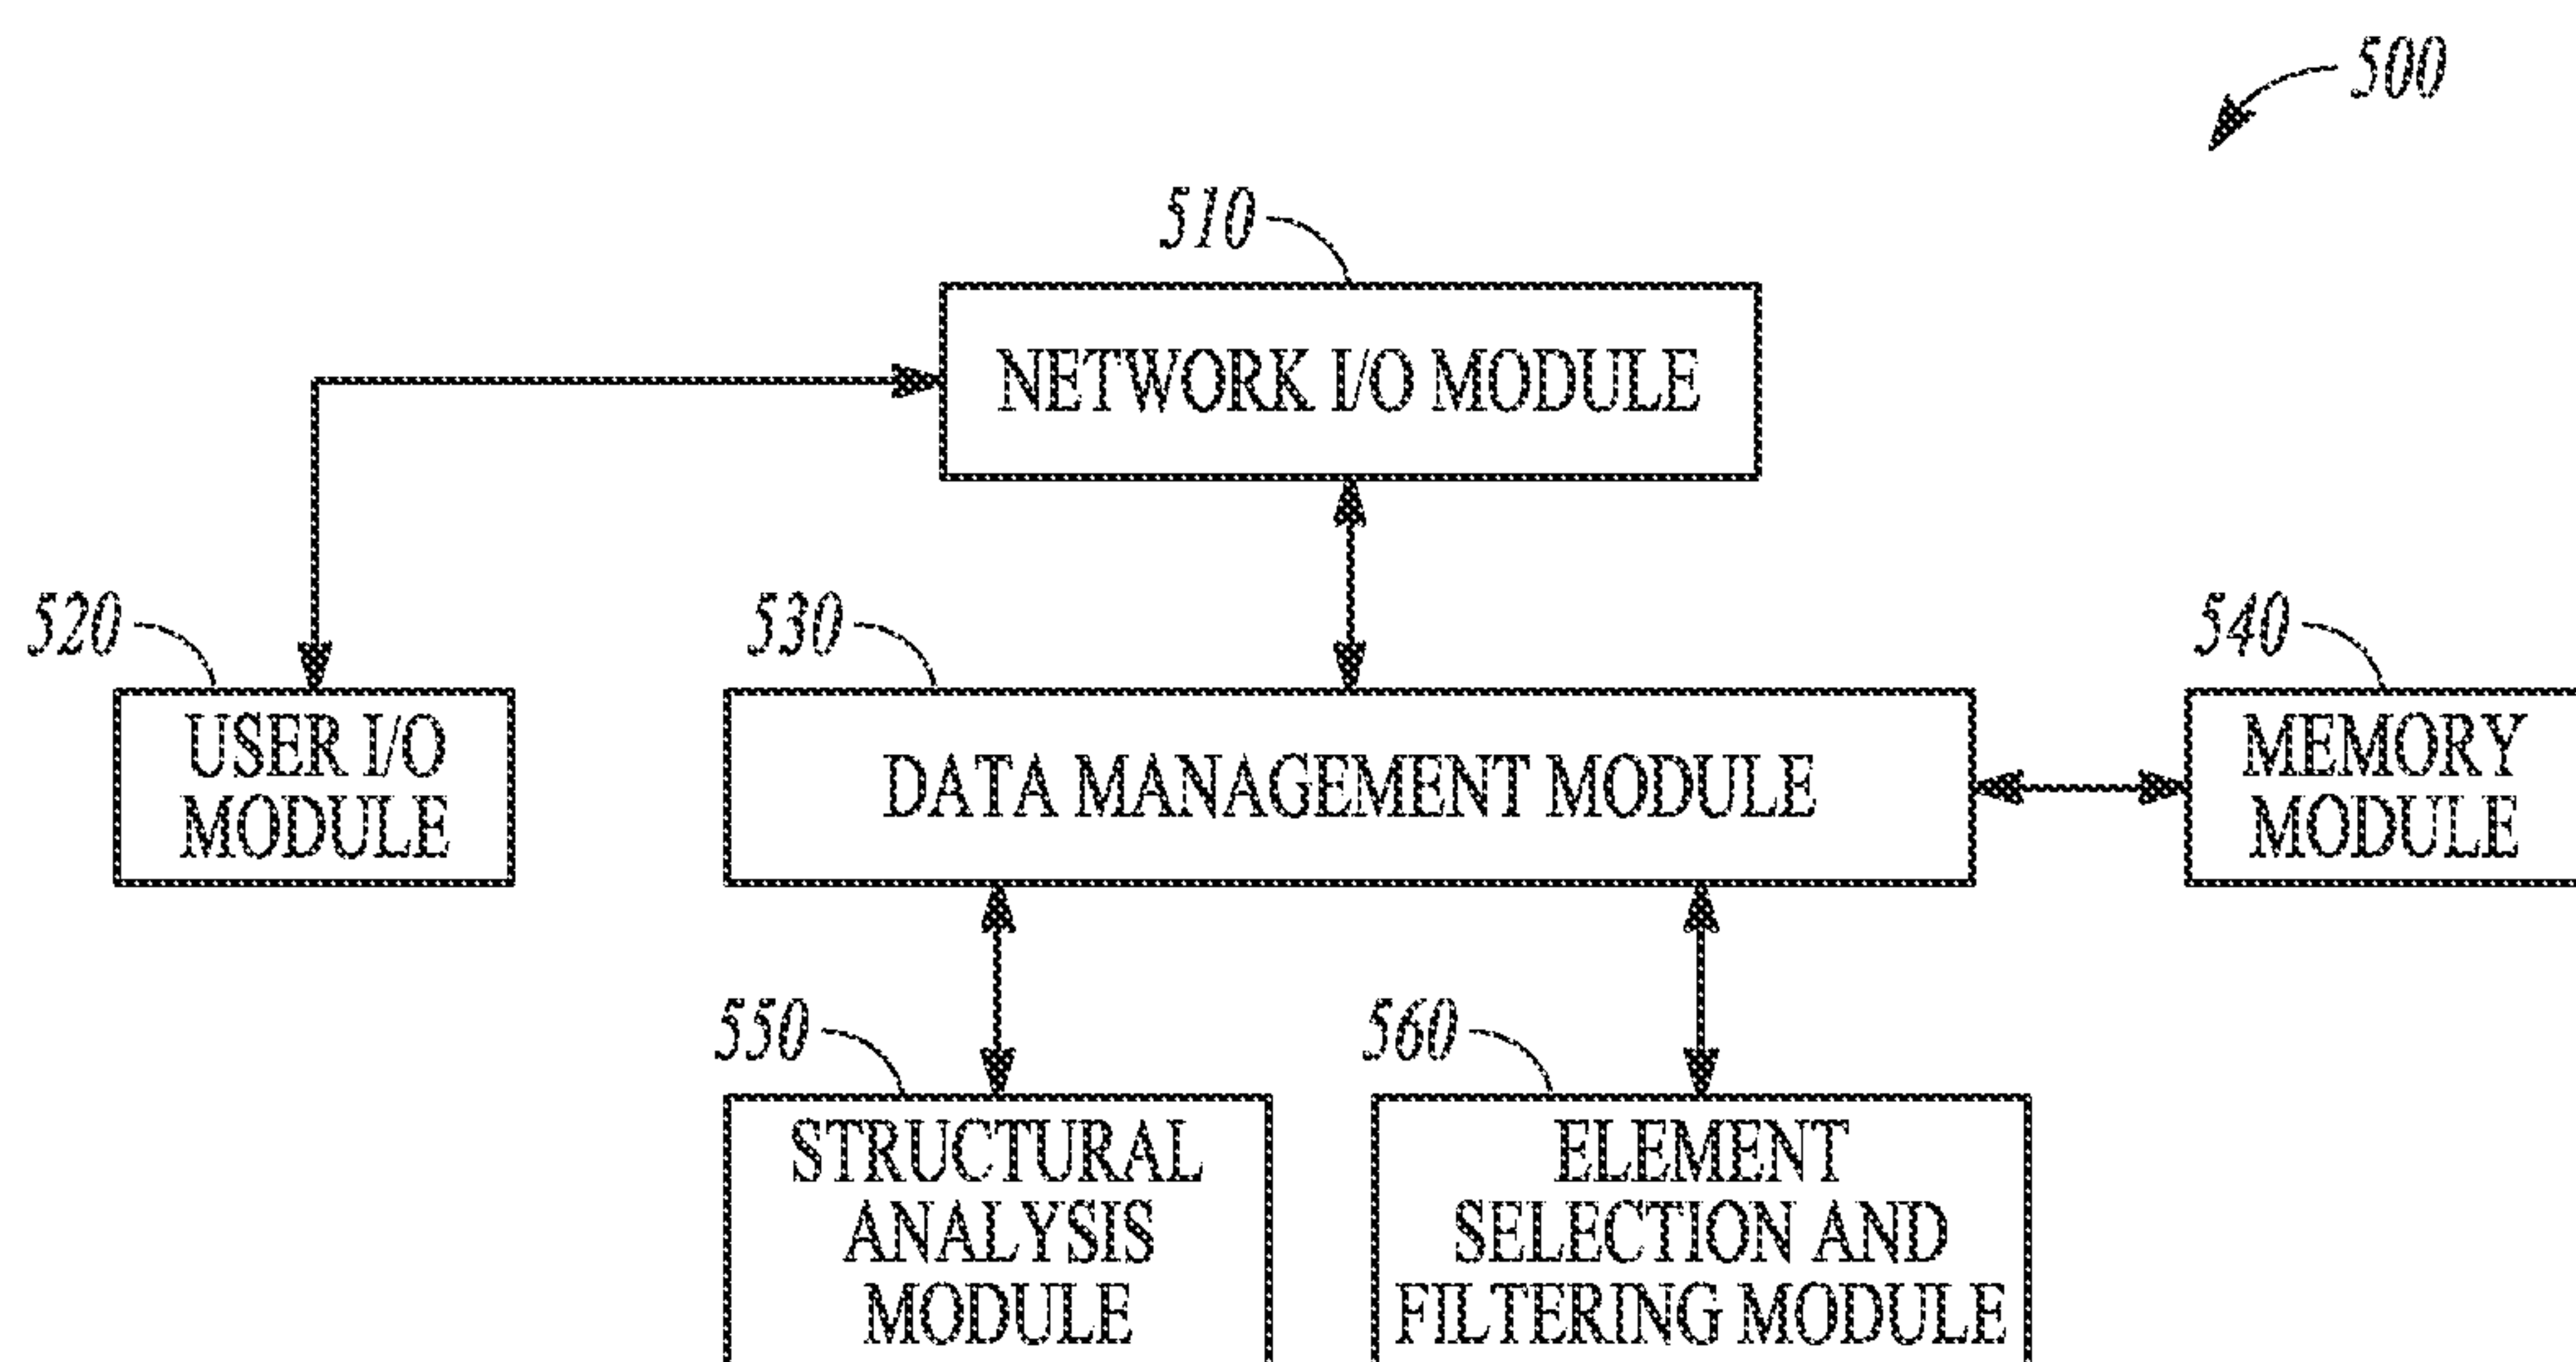 500
510
NETWORK I/O MODULE
520
530
540
USER I/O
MODULE
DATA MANAGEMENT MODULE
MEMORY
MODULE
550
560
STRUCTURAL
ANALYSIS
MODULE
ELEMENT
SELECTION AND
FILTERING MODULE